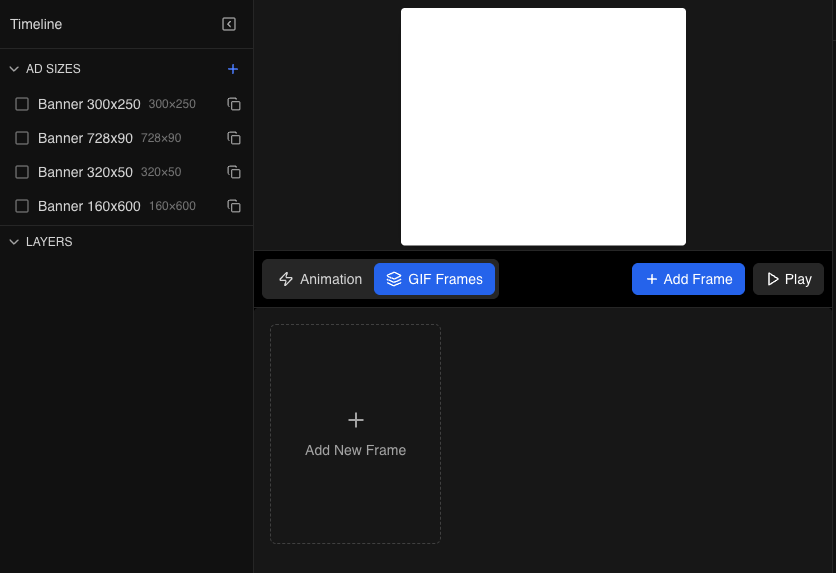 Timeline
AD SIZES
Banner 300x250 300×250
Banner 728x90 728×90
Banner 320x50 320×50
Banner 160x600 160×600
LAYERS
Animation
GIF Frames
Add Frame
Play
Add New Frame